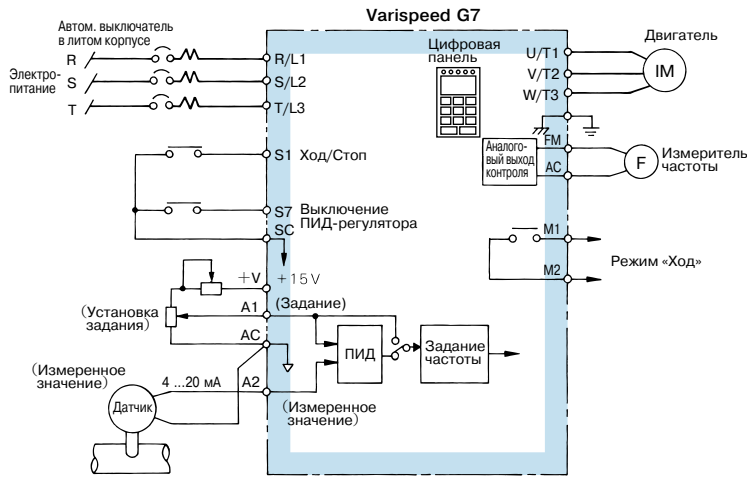 Varispeed G7
Автом. выключатель
в литом корпусе
Электро-
питание
R
S
T
R/L1
S/L2
T/L3
Цифровая
панель
U/T1
V/T2
W/T3
Двигатель
IM
S1 Ход/Стоп
S7 Выключение
ПИД-регулятора
SC
Аналого-
вый выход
контроля
FM
AC
F
Измеритель
частоты
M1
M2
Режим «Ход»
+V
+15V
(Установка
задания)
A1
(Задание)
AC
ПИД
Задание
частоты
(Измеренное
значение)
4 ...20 мА
A2
(Измеренное
значение)
Датчик